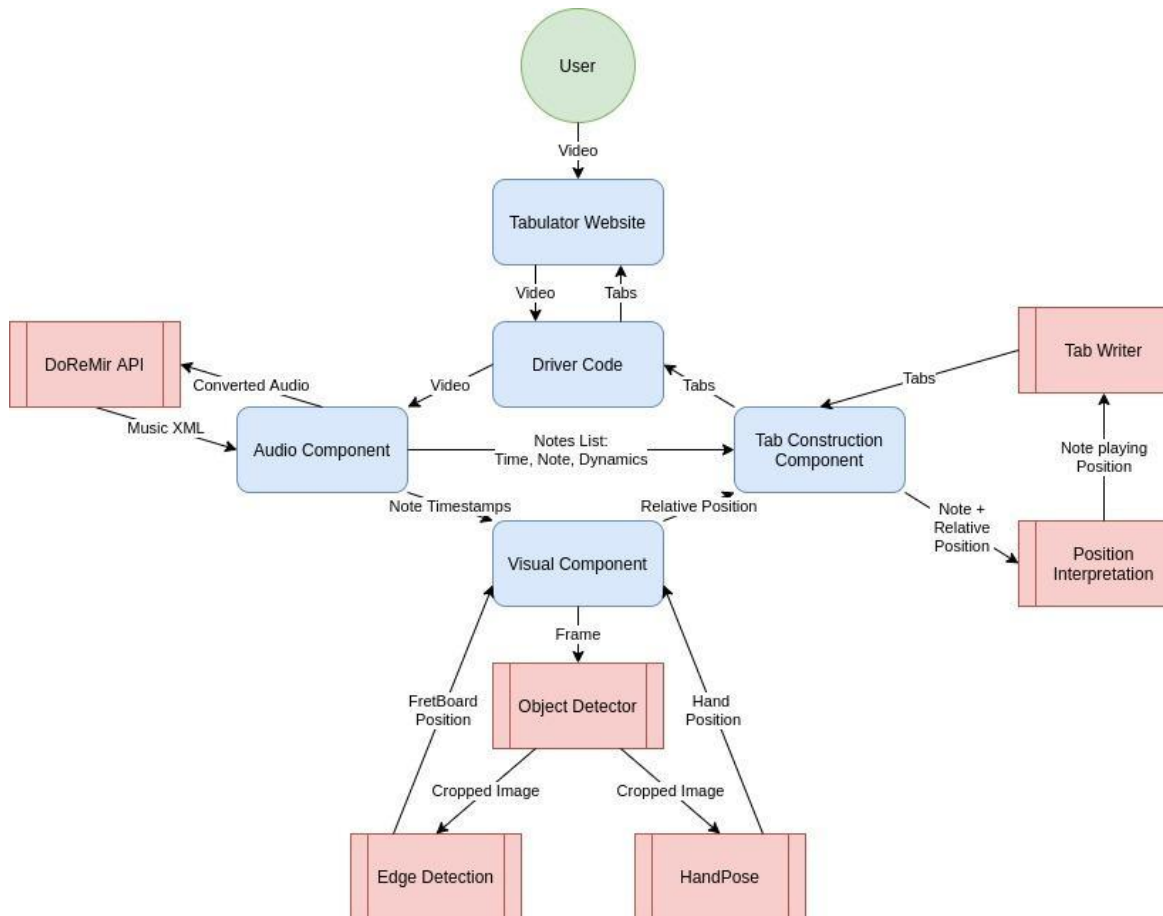 User
Video
Tabulator Website
Video
Tabs
DoReMir API
Driver Code
Tab Writer
Converted Audio
Video
Tabs
Tabs
Music XML
Audio Component
Notes List:
Time, Note, Dynamics
Tab Construction
Component
Note playing
Position
Note Timestamps
Relative Position
Note +
Relative
Position
Visual Component
Position
Interpretation
Frame
FretBoard
Position
Object Detector
Hand
Position
Cropped Image
Cropped Image
Edge Detection
HandPose